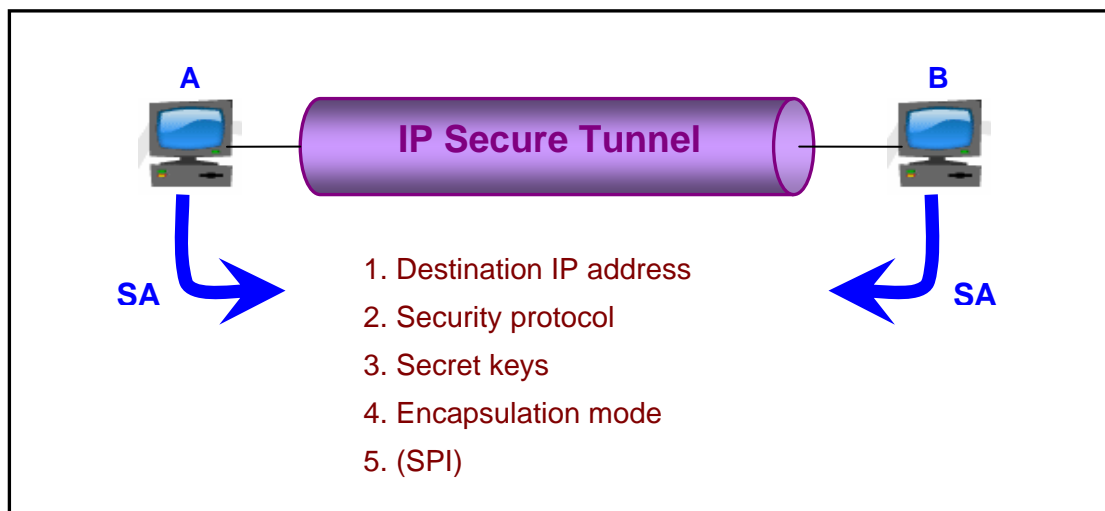 A
B
IP Secure Tunnel
1. Destination IP address
SA
SA
2. Security protocol
3. Secret keys
4. Encapsulation mode
5. (SPI)